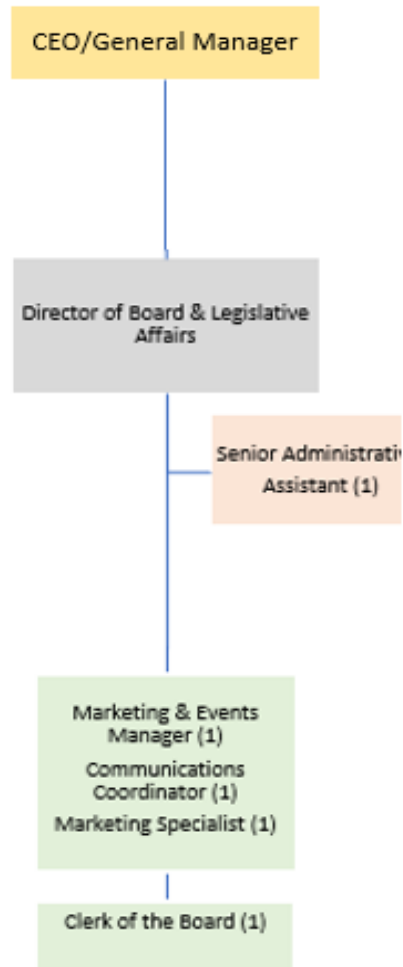 CEO/General Manager
Director of Board & Legislative
Affairs
Senior Administrativ
Assistant (1)
Marketing & Events
Manager (1)
Communications
Coordinator (1)
Marketing Specialist (1)
Clerk of the Board (1)